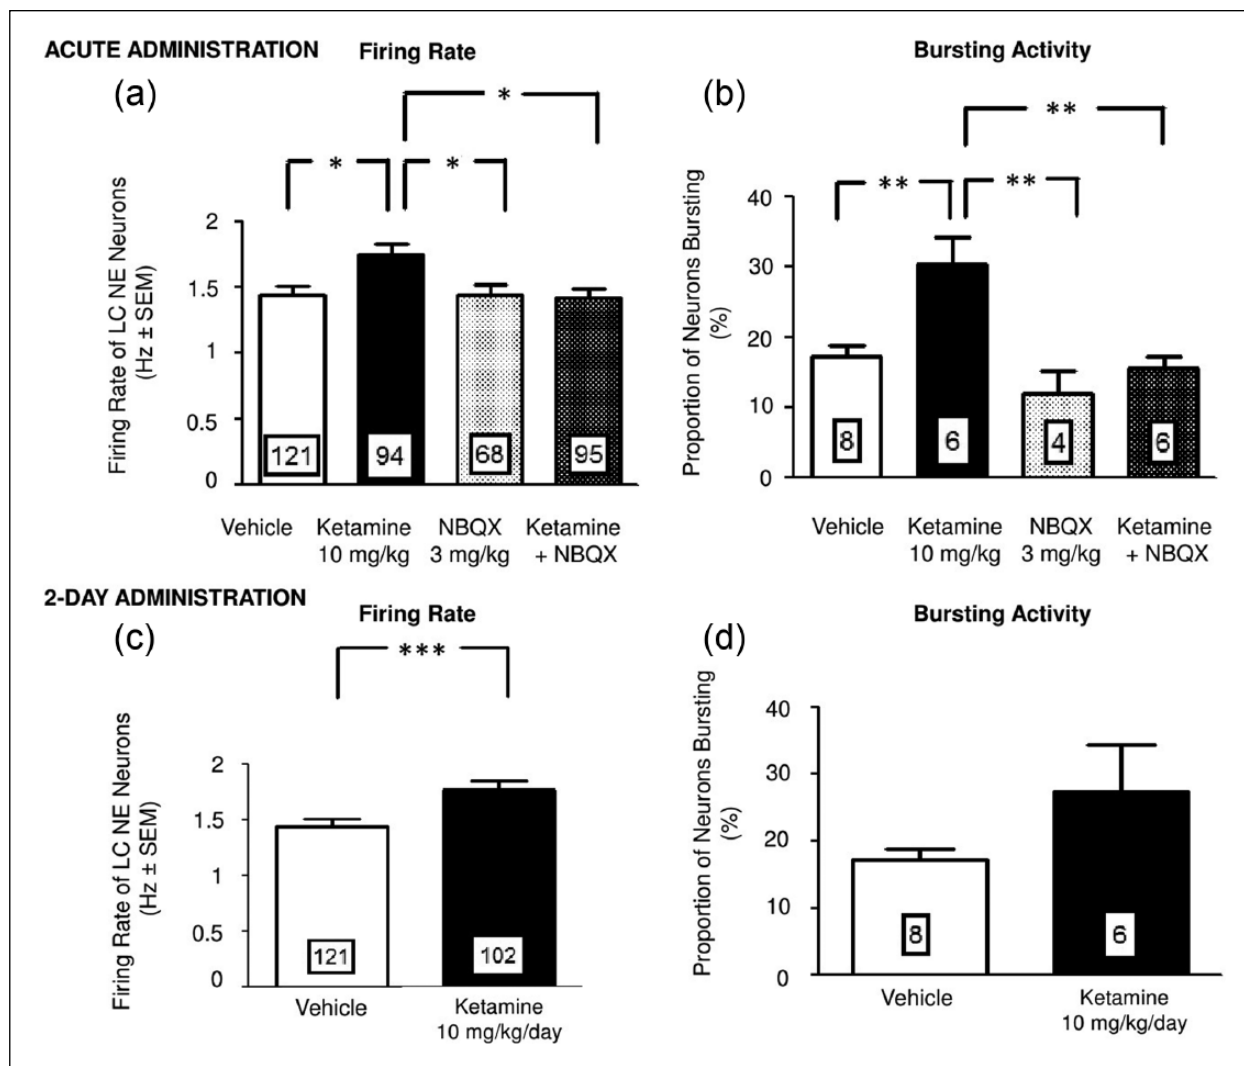 ACUTE ADMINISTRATION
Firing Rate
Bursting Activity
(a)
*
*
*
Firing Rate of LC NE Neurons
(Hz ± SEM)
2
1.5
1
0.5
0
121
94
68
95
Vehicle
Ketamine
10 mg/kg
NBQX
3 mg/kg
Ketamine
+ NBQX
(b)
**
**
**
Proportion of Neurons Bursting
(%)
40
30
20
10
0
8
6
4
6
Vehicle
Ketamine
10 mg/kg
NBQX
3 mg/kg
Ketamine
+ NBQX
2-DAY ADMINISTRATION
Firing Rate
Bursting Activity
(c)
***
Firing Rate of LC NE Neurons
(Hz ± SEM)
2
1.5
1
0.5
0
121
102
Vehicle
Ketamine
10 mg/kg/day
(d)
Proportion of Neurons Bursting
(%)
40
30
20
10
0
8
6
Vehicle
Ketamine
10 mg/kg/day